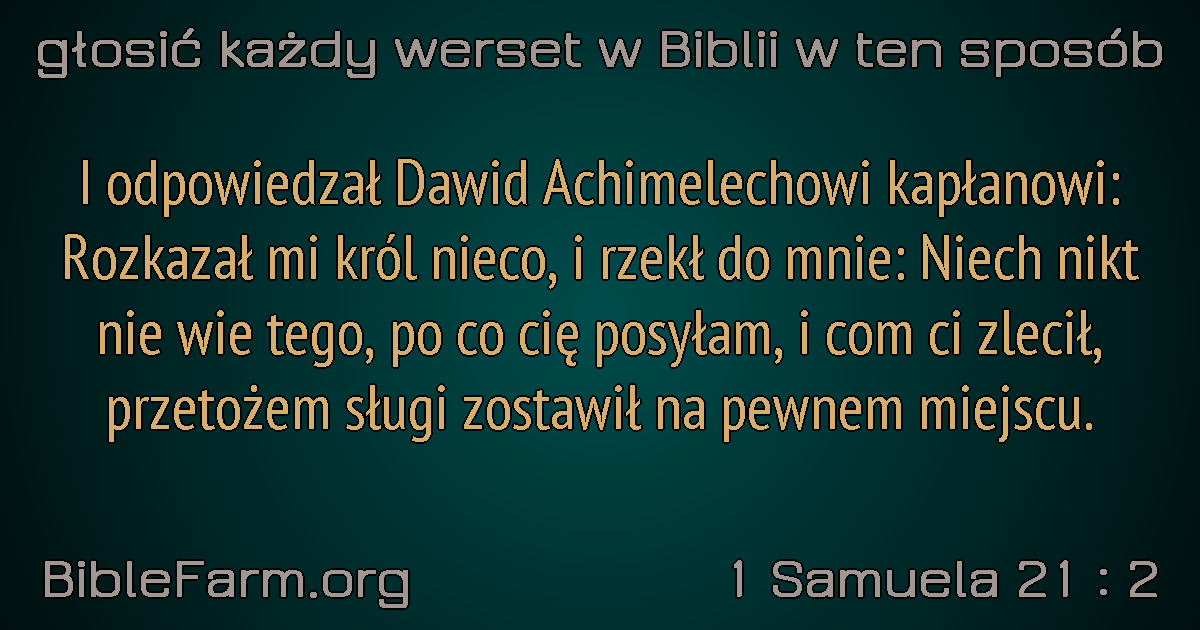 głosić każdy werset w Biblii w ten sposób
I odpowiedzał Dawid Achimelechowi kapłanowi:
Rozkazał mi król nieco, i rzekł do mnie: Niech nikt
nie wie tego, po co cię posyłam, i com ci zlecił,
przetożem sługi zostawił na pewnem miejscu.
BibleFarm.org
1 Samuela 21 : 2